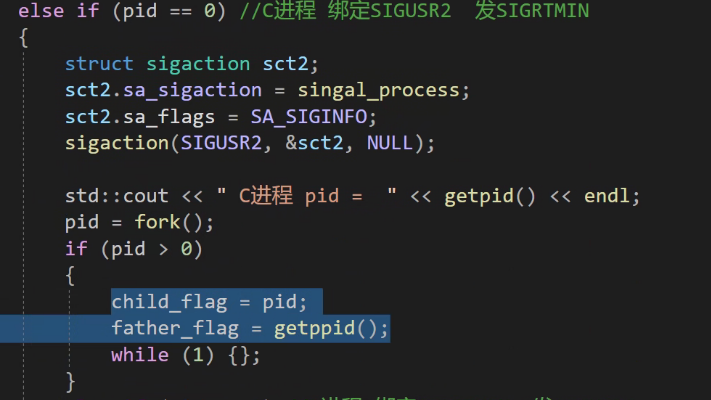 else if (pid == 0) //C进程 绑定SIGUSR2  发SIGRTMIN
{
    struct sigaction sct2;
    sct2.sa_sigaction = singal_process;
    sct2.sa_flags = SA_SIGINFO;
    sigaction(SIGUSR2, &sct2, NULL);
    std::cout << " C进程 pid =  " << getpid() << endl;
    pid = fork();
    if (pid > 0)
    {
        child_flag = pid;
        father_flag = getppid();
        while (1) {};
    }